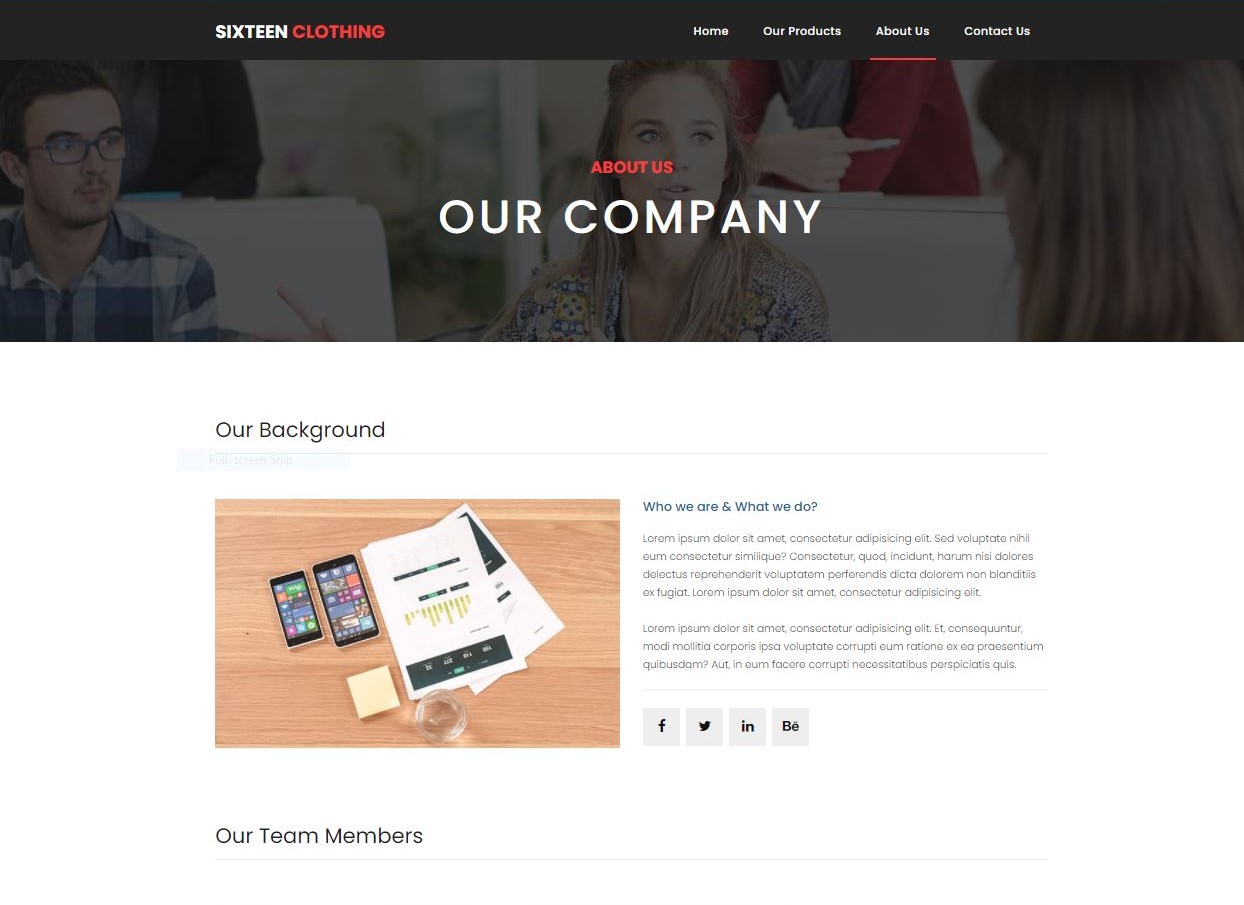 SIXTEEN CLOTHING
Home Our Products About Us Contact Us
ABOUT US
OUR COMPANY
Our Background
Full-screen Snip
Who we are & What we do?
Lorem ipsum dolor sit amet, consectetur adipisicing elit. Sed voluptate nihil
eum consectetur similique? Consectetur, quod, incidunt, harum nisi dolores
delectus reprehenderit voluptatem perferendis dicta dolorem non blanditiis
ex fugiat. Lorem ipsum dolor sit amet, consectetur adipisicing elit.
Lorem ipsum dolor sit amet, consectetur adipisicing elit. Et, consequuntur,
modi mollitia corporis ipsa voluptate corrupti eum ratione ex ea praesentium
quibusdam? Aut, in eum facere corrupti necessitatibus perspiciatis quis.
f in Bē
Our Team Members